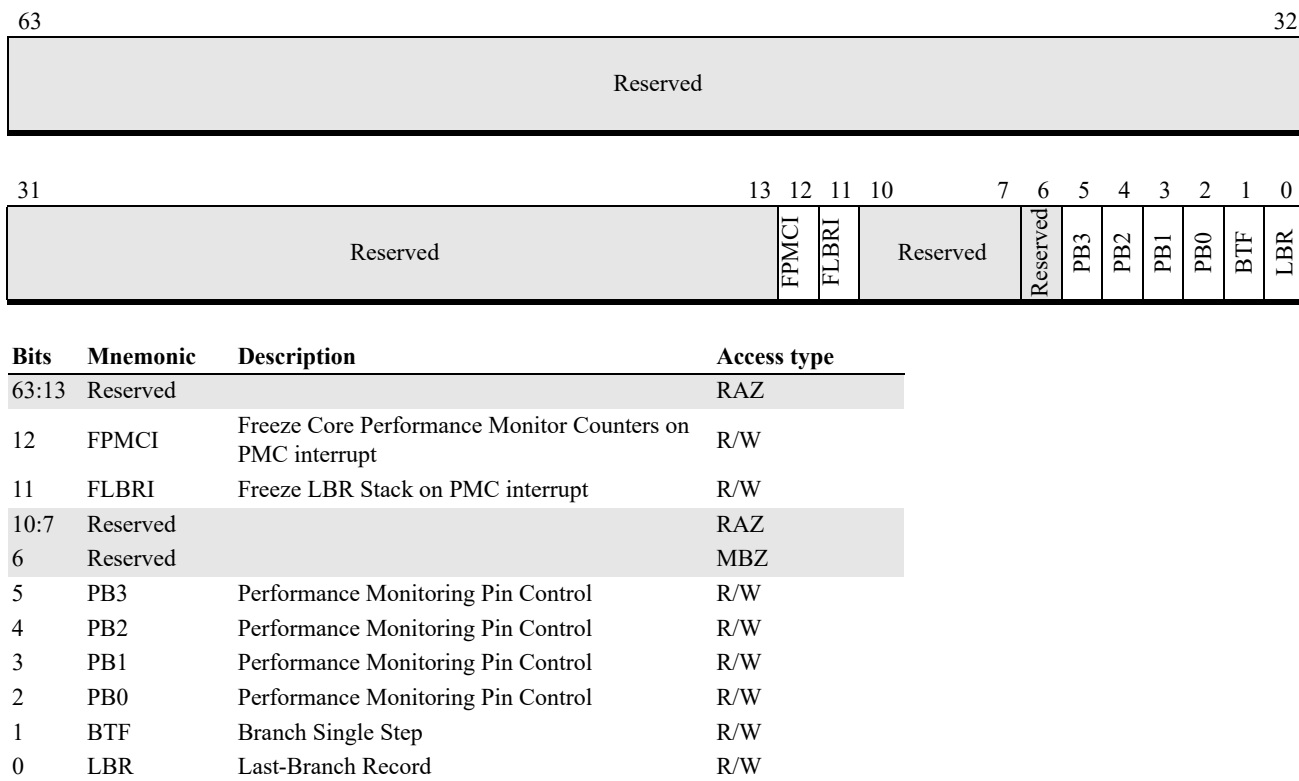 63 32
Reserved
31 13 12 11 10 7 6 5 4 3 2 1 0
Reserved FPMCI FLBRI Reserved Reserved PB3 PB2 PB1 PB0 BTF LBR
Bits Mnemonic Description Access type
63:13 Reserved RAZ
12 FPMCI Freeze Core Performance Monitor Counters on PMC interrupt R/W
11 FLBRI Freeze LBR Stack on PMC interrupt R/W
10:7 Reserved RAZ
6 Reserved MBZ
5 PB3 Performance Monitoring Pin Control R/W
4 PB2 Performance Monitoring Pin Control R/W
3 PB1 Performance Monitoring Pin Control R/W
2 PB0 Performance Monitoring Pin Control R/W
1 BTF Branch Single Step R/W
0 LBR Last-Branch Record R/W